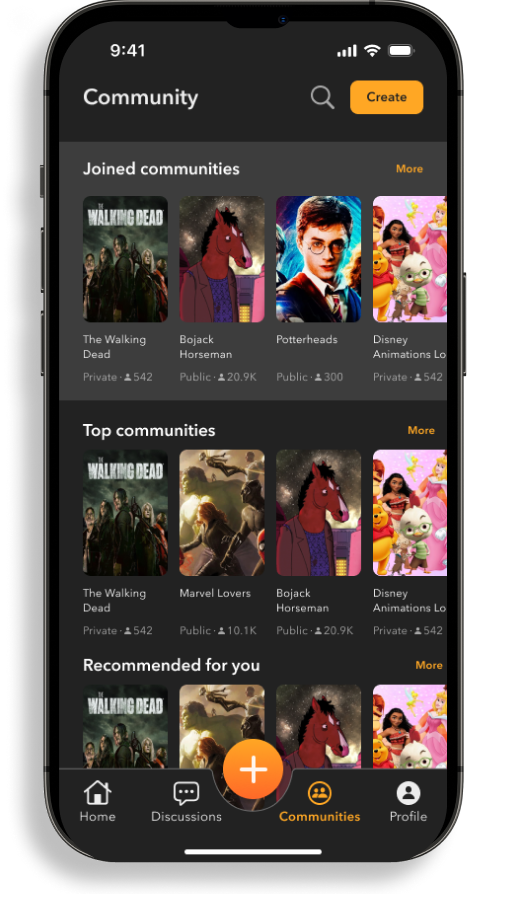 9:41
Community
Create
Joined communities
More
THE
WALKING DEAD
The Walking
Dead
Private · 542
Bojack
Horseman
Public · 20.9K
Potterheads
Public · 300
Disney
Animations Lo
Private · 542
Top communities
More
THE
WALKING DEAD
The Walking
Dead
Private · 542
Marvel Lovers
Public · 10.1K
Bojack
Horseman
Public · 20.9K
Disney
Animations Lo
Private · 542
Recommended for you
More
WALKING DEAD
Home
Discussions
Communities
Profile